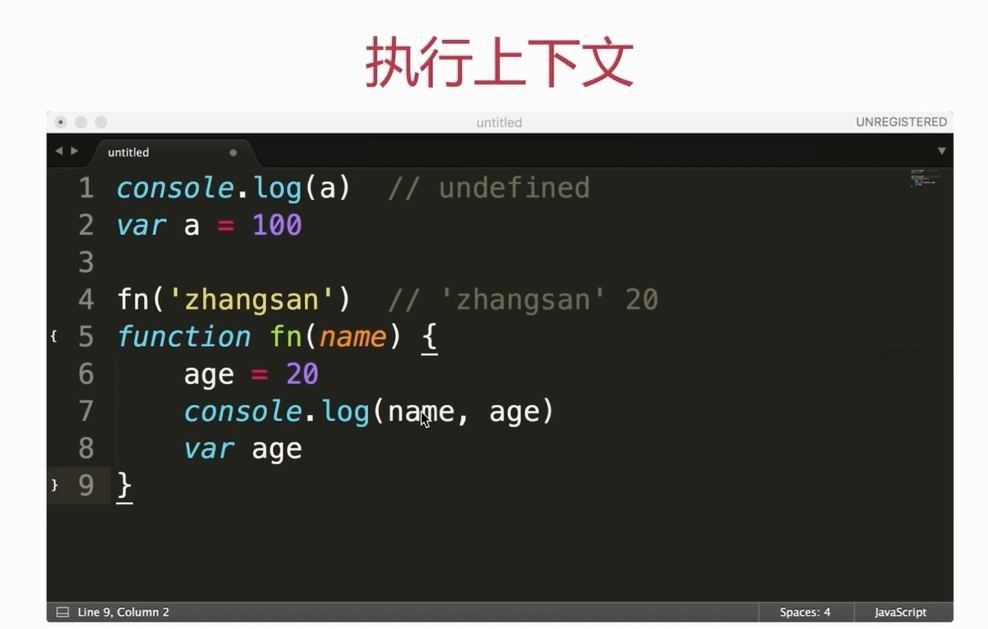 执行上下文
untitled
UNREGISTERED
untitled
1 console.log(a)  // undefined
2 var a = 100
3
4 fn('zhangsan')  // 'zhangsan' 20
{ 5 function fn(name) {
6     age = 20
7     console.log(name, age)
8     var age
} 9 }
Line 9, Column 2
Spaces: 4
JavaScript